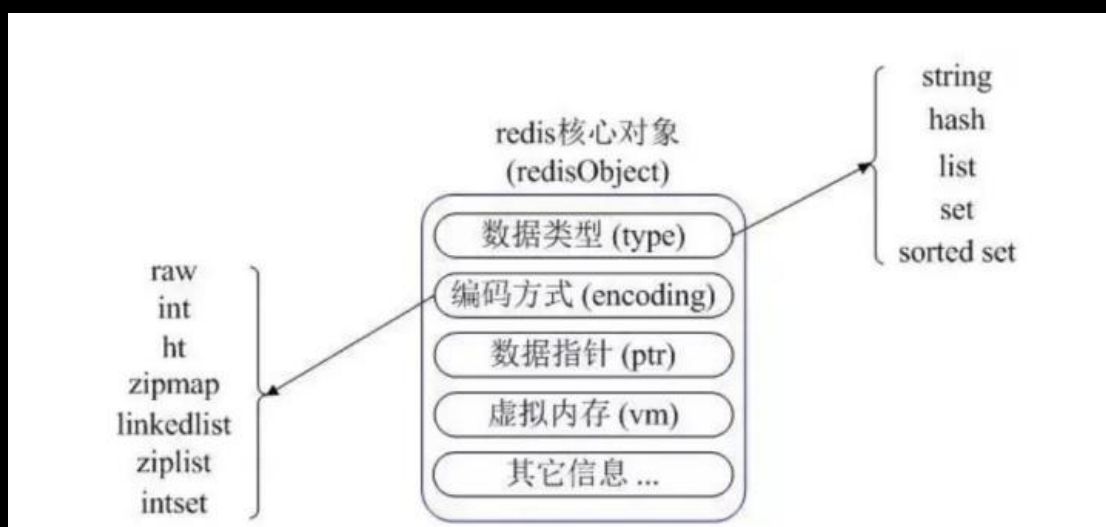 redis核心对象
(redisObject)
数据类型 (type)
编码方式 (encoding)
数据指针 (ptr)
虚拟内存 (vm)
其它信息 ...
string
hash
list
set
sorted set
raw
int
ht
zipmap
linkedlist
ziplist
intset